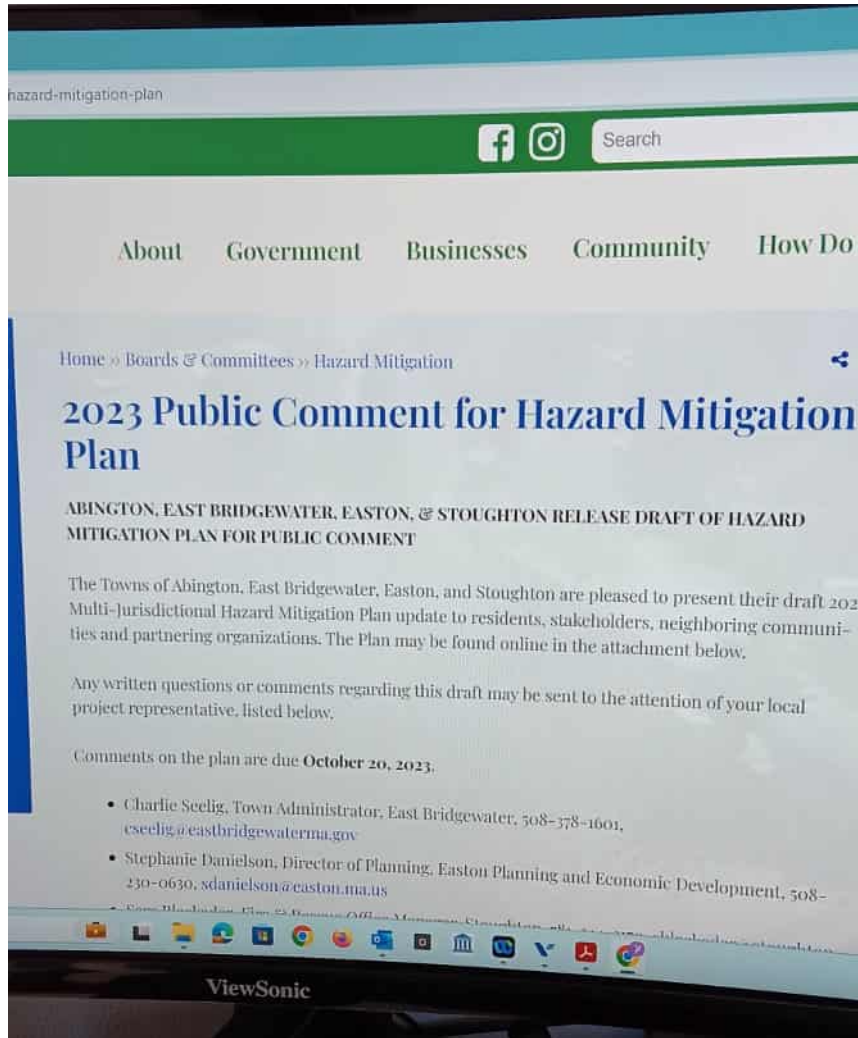 hazard-mitigation-plan
Search
About Government Businesses Community How Do
Home » Boards & Committees » Hazard Mitigation
2023 Public Comment for Hazard Mitigation
Plan
ABINGTON, EAST BRIDGEWATER, EASTON, & STOUGHTON RELEASE DRAFT OF HAZARD
MITIGATION PLAN FOR PUBLIC COMMENT
The Towns of Abington, East Bridgewater, Easton, and Stoughton are pleased to present their draft 202
Multi-Jurisdictional Hazard Mitigation Plan update to residents, stakeholders, neighboring communi-
ties and partnering organizations. The Plan may be found online in the attachment below.
Any written questions or comments regarding this draft may be sent to the attention of your local
project representative, listed below.
Comments on the plan are due October 20, 2023.
• Charlie Seelig, Town Administrator, East Bridgewater, 508-378-1601,
cseelig@eastbridgewaterma.gov
• Stephanie Danielson, Director of Planning, Easton Planning and Economic Development, 508-
230-0630, sdanielson@easton.ma.us
ViewSonic